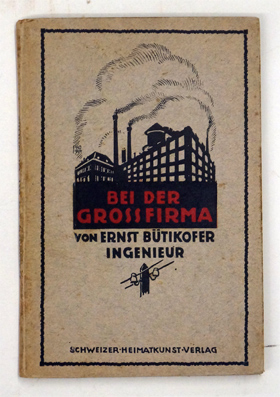 BEI DER
GROSSFIRMA
VON ERNST BÜTIKOFER
INGENIEUR
SCHWEIZER·HEIMATKUNST·VERLAG